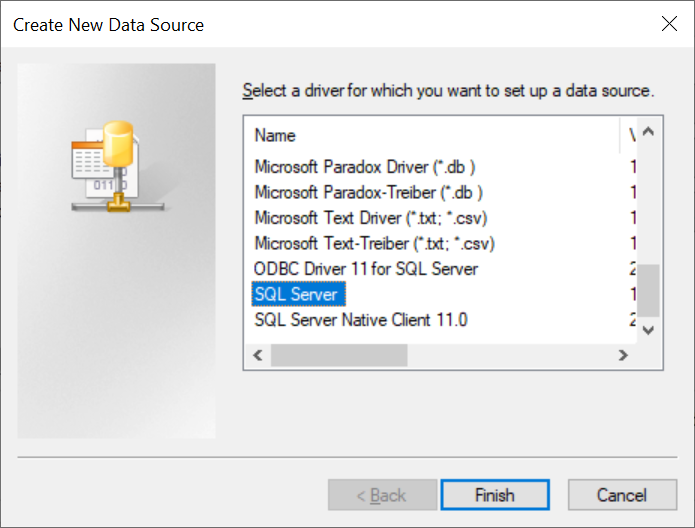 Create New Data Source
Select a driver for which you want to set up a data source.
Name
Microsoft Paradox Driver (*.db )
Microsoft Paradox-Treiber (*.db )
Microsoft Text Driver (*.txt; *.csv)
Microsoft Text-Treiber (*.txt; *.csv)
ODBC Driver 11 for SQL Server
SQL Server
SQL Server Native Client 11.0
< Back Finish Cancel